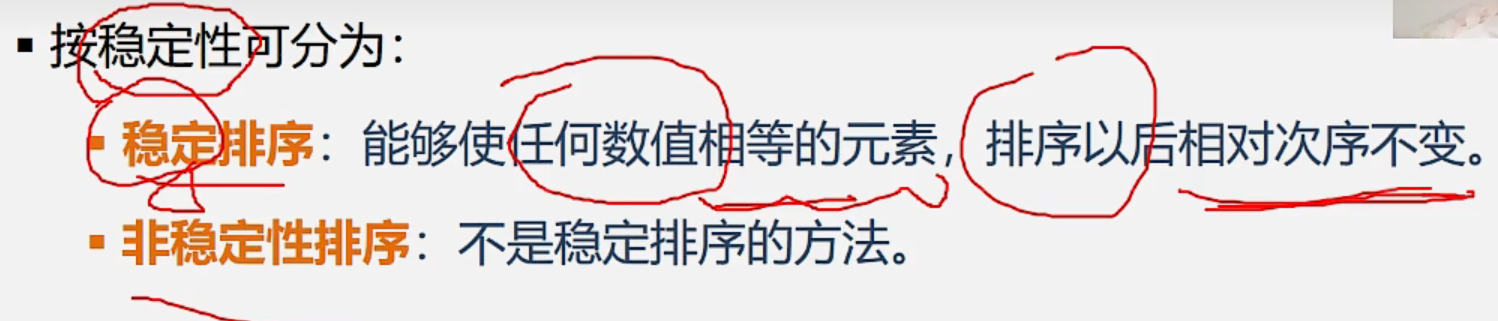 ▪ 按稳定性可分为：
▪ 稳定排序：能够使任何数值相等的元素，排序以后相对次序不变。
▪ 非稳定性排序：不是稳定排序的方法。